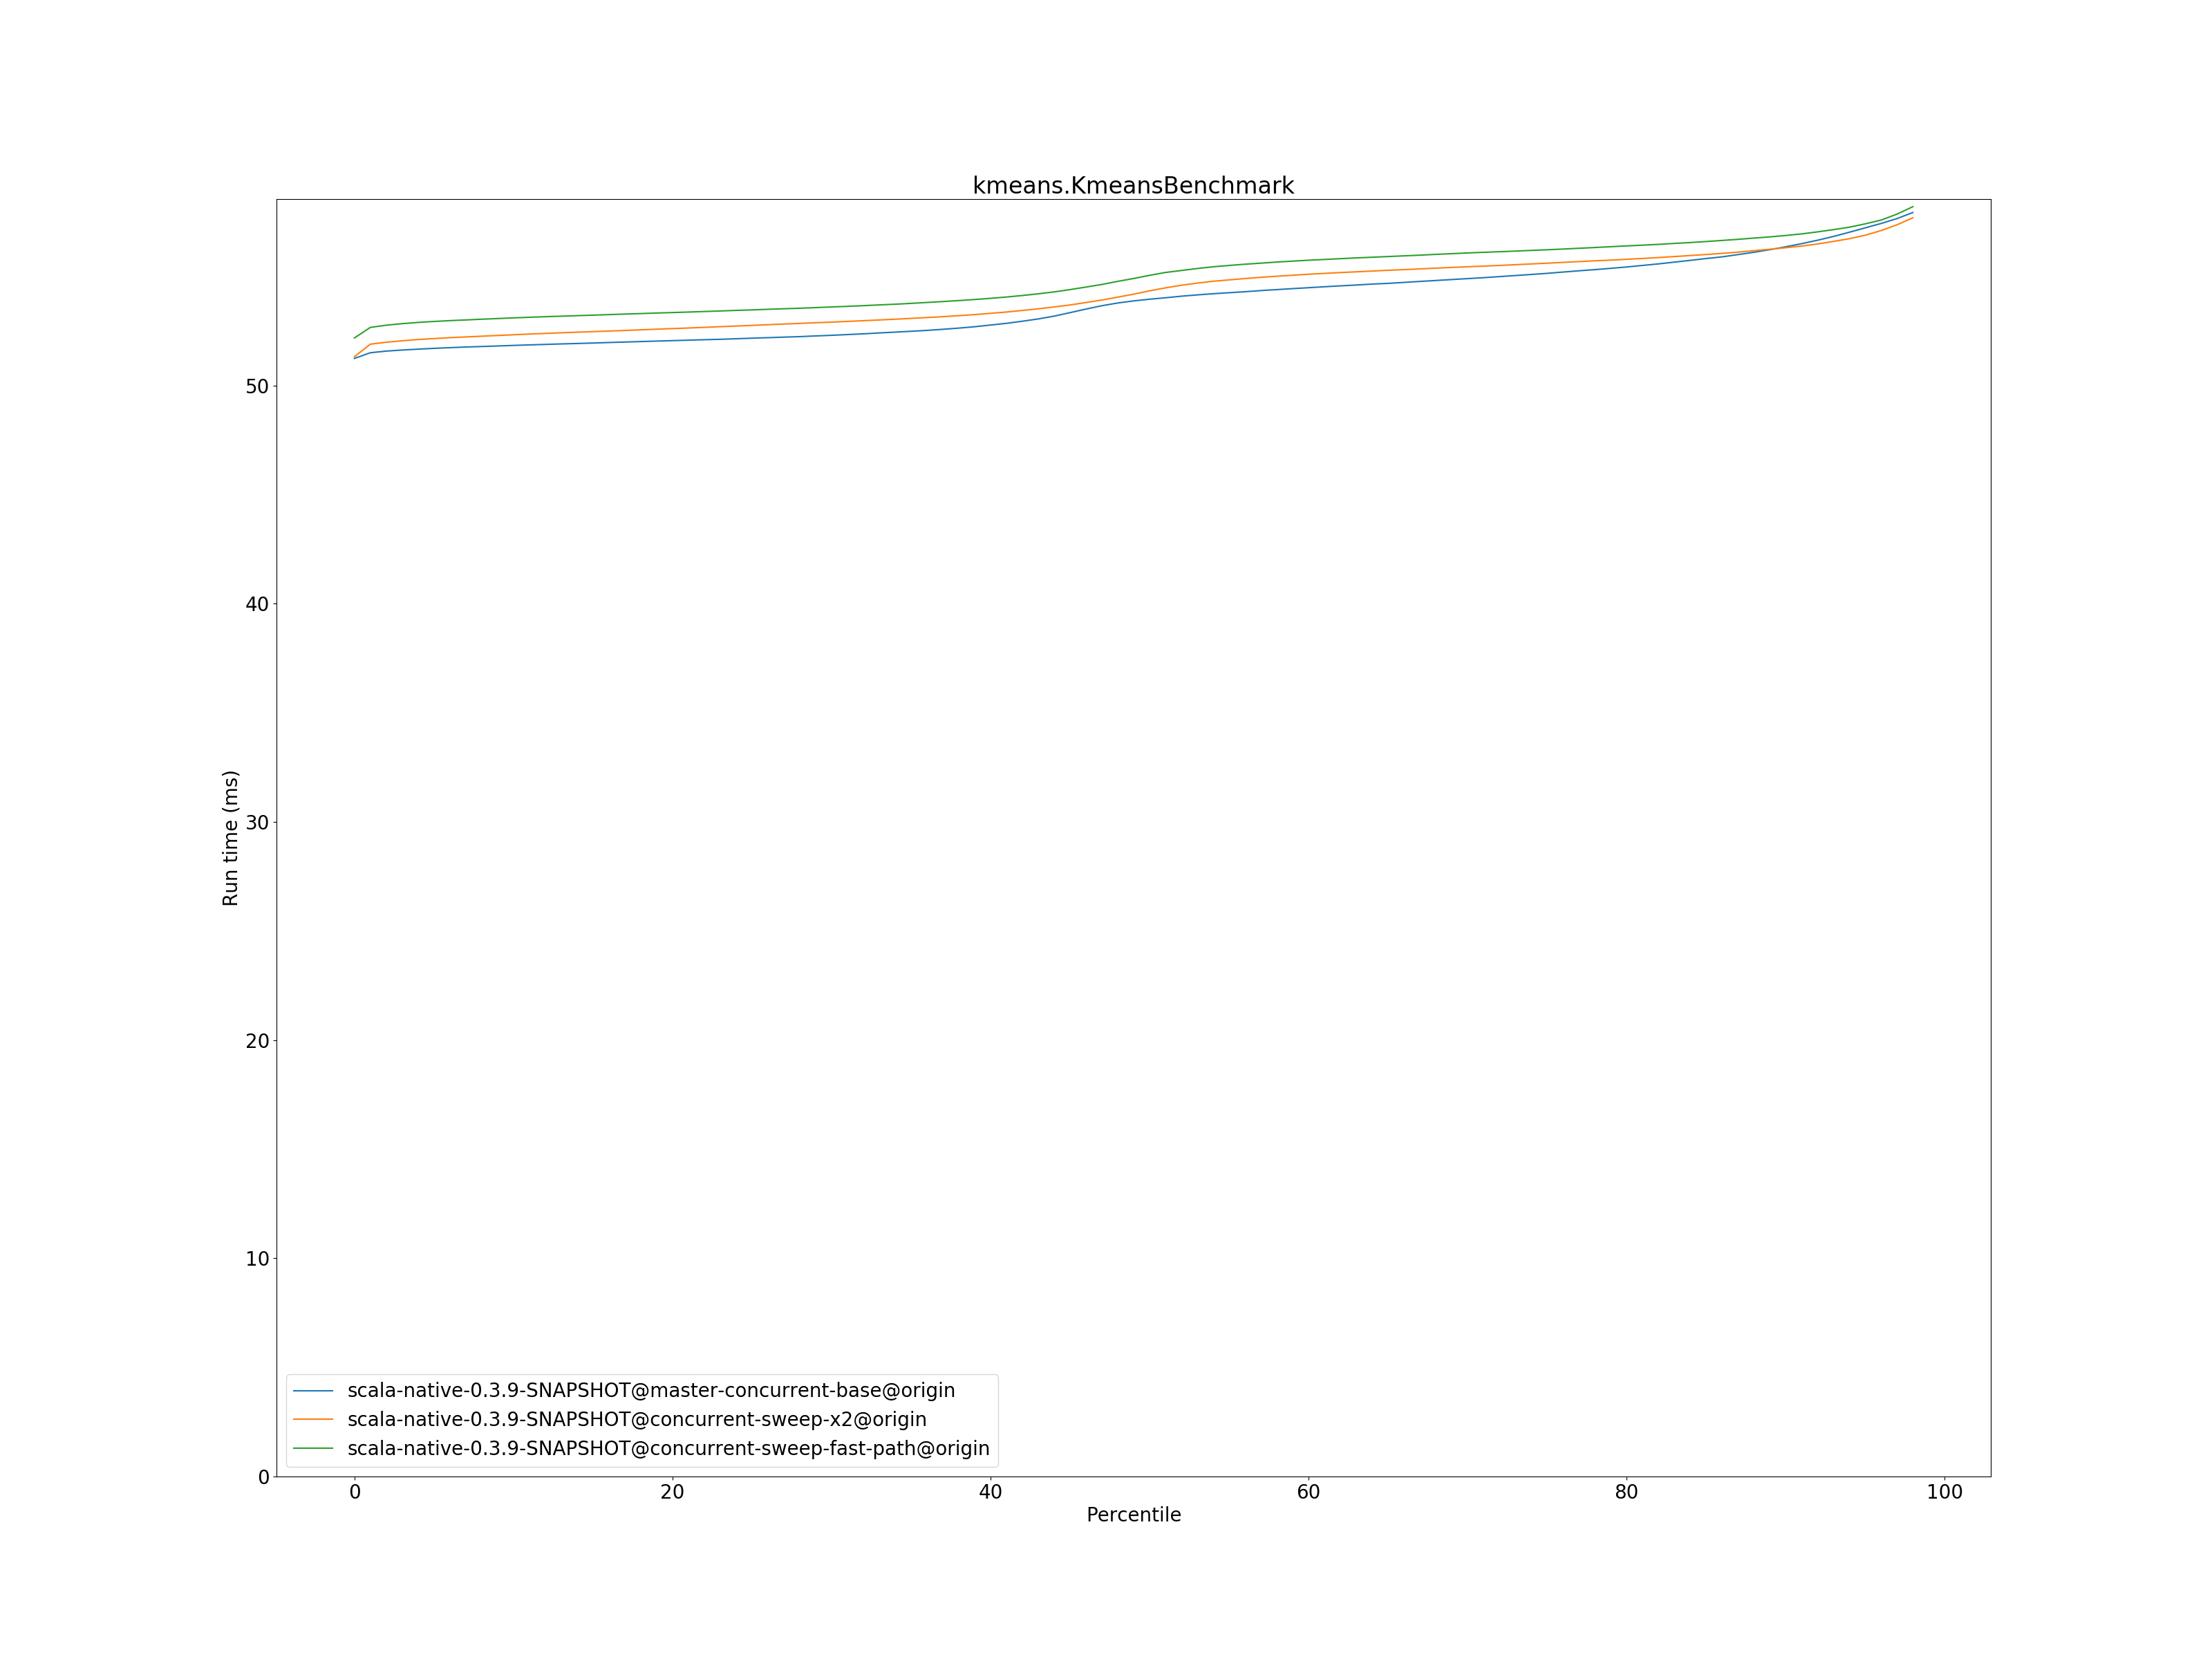 kmeans.KmeansBenchmark
50
40
30
20
10
0
Run time (ms)
0 20 40 60 80 100
Percentile
scala-native-0.3.9-SNAPSHOT@master-concurrent-base@origin
scala-native-0.3.9-SNAPSHOT@concurrent-sweep-x2@origin
scala-native-0.3.9-SNAPSHOT@concurrent-sweep-fast-path@origin